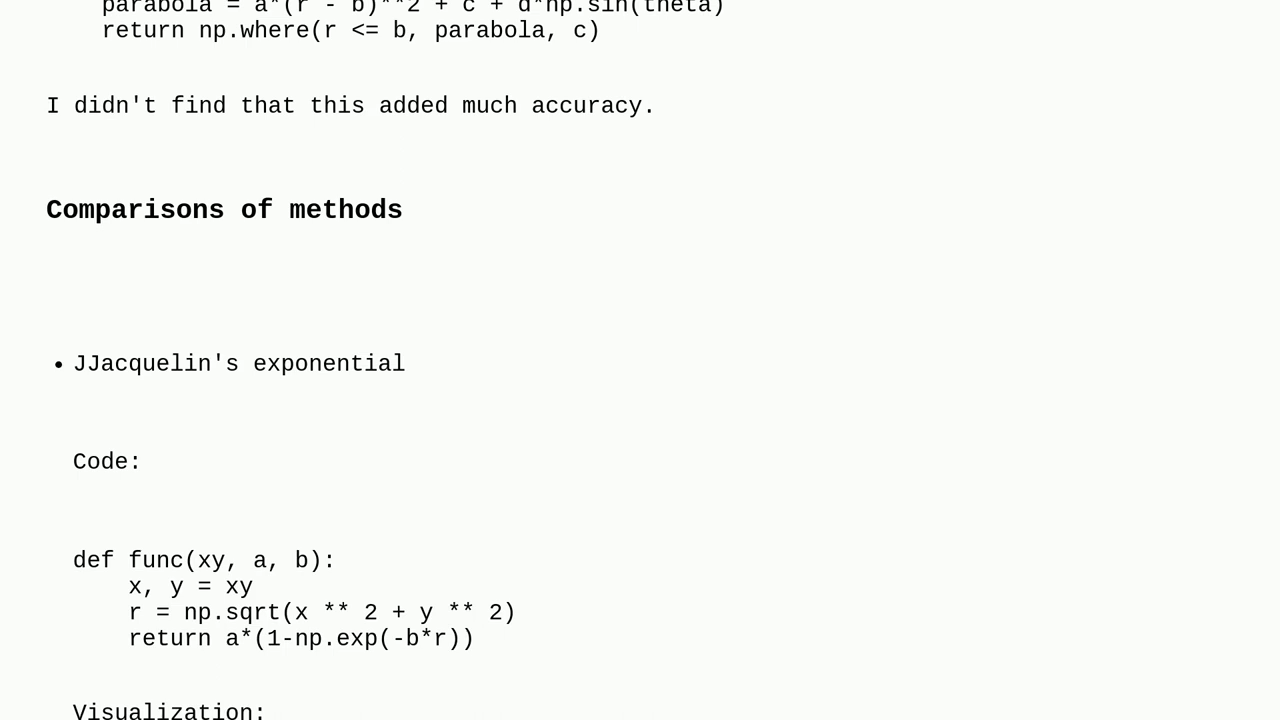 parabola = a*(r - b)**2 + c + d*np.sin(theta)
return np.where(r <= b, parabola, c)
I didn't find that this added much accuracy.
Comparisons of methods
• JJacquelin's exponential
Code:
def func(xy, a, b):
    x, y = xy
    r = np.sqrt(x ** 2 + y ** 2)
    return a*(1-np.exp(-b*r))
Visualization: